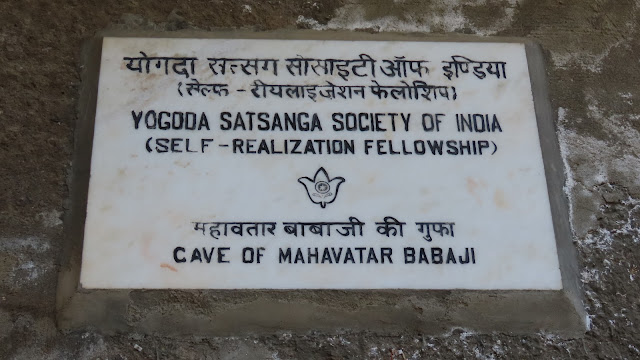 योगदा सत्संग सोसाइटी ऑफ इण्डिया
(सेल्फ - रीयलाइज़ेशन फेलोशिप)
YOGODA SATSANGA SOCIETY OF INDIA
(SELF-REALIZATION FELLOWSHIP)
महावतार बाबाजी की गुफा
CAVE OF MAHAVATAR BABAJI